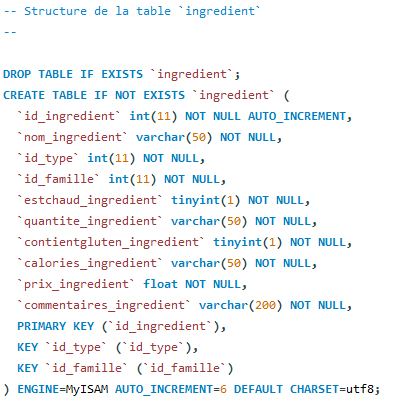 -- Structure de la table `ingredient`
--
DROP TABLE IF EXISTS `ingredient`;
CREATE TABLE IF NOT EXISTS `ingredient` (
  `id_ingredient` int(11) NOT NULL AUTO_INCREMENT,
  `nom_ingredient` varchar(50) NOT NULL,
  `id_type` int(11) NOT NULL,
  `id_famille` int(11) NOT NULL,
  `estchaud_ingredient` tinyint(1) NOT NULL,
  `quantite_ingredient` varchar(50) NOT NULL,
  `contientgluten_ingredient` tinyint(1) NOT NULL,
  `calories_ingredient` varchar(50) NOT NULL,
  `prix_ingredient` float NOT NULL,
  `commentaires_ingredient` varchar(200) NOT NULL,
  PRIMARY KEY (`id_ingredient`),
  KEY `id_type` (`id_type`),
  KEY `id_famille` (`id_famille`)
) ENGINE=MyISAM AUTO_INCREMENT=6 DEFAULT CHARSET=utf8;